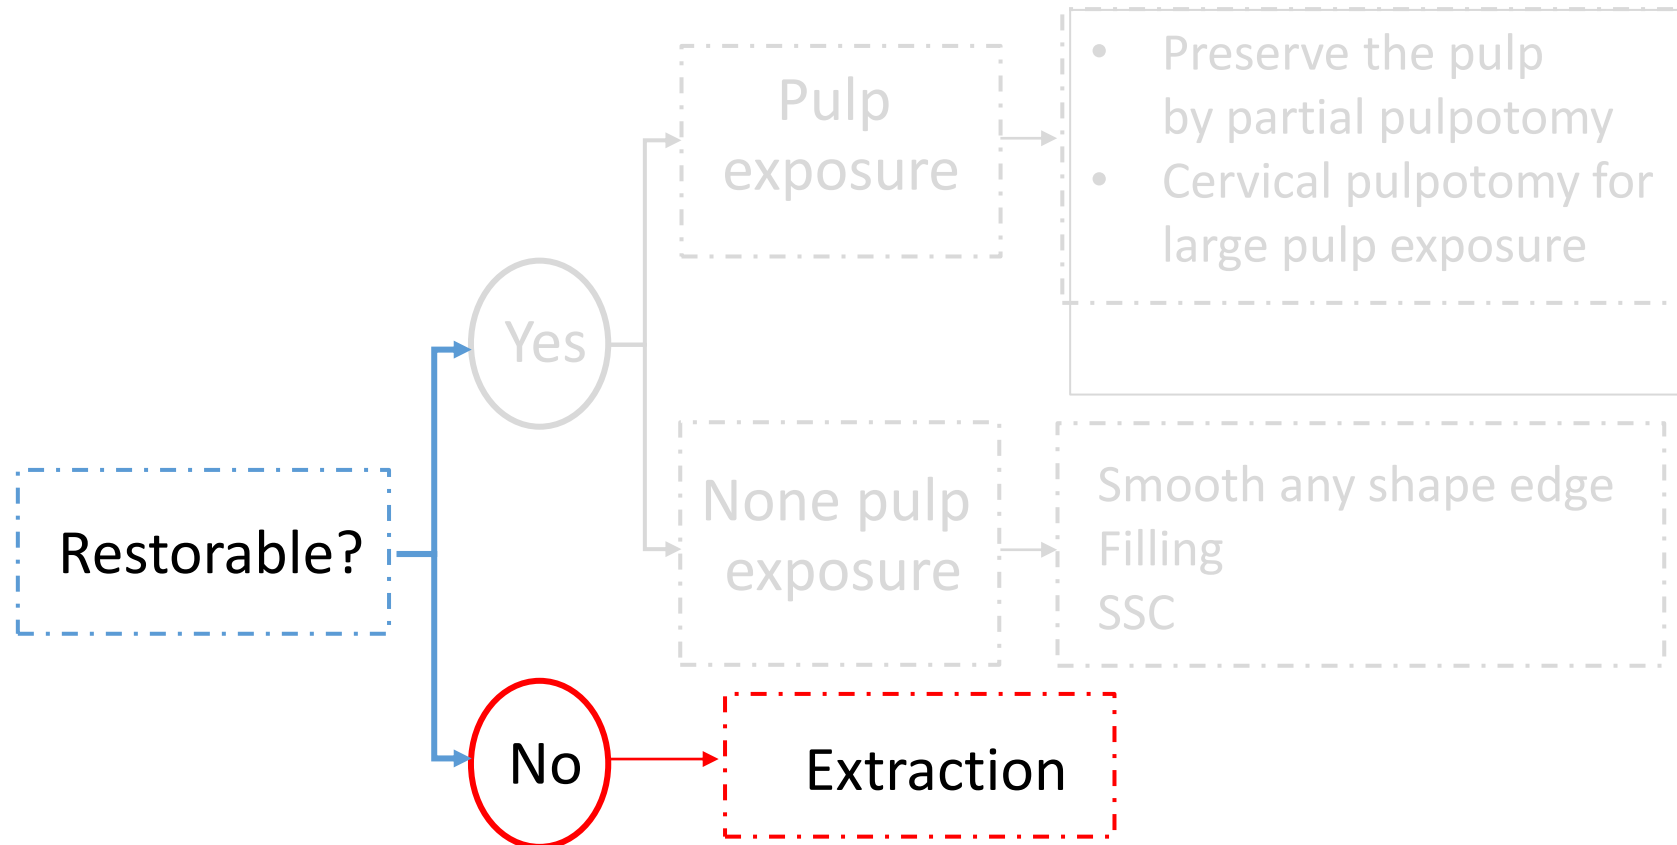 Pulp
exposure
• Preserve the pulp
by partial pulpotomy
• Cervical pulpotomy for
large pulp exposure
Yes
Restorable?
None pulp
exposure
Smooth any shape edge
Filling
SSC
No
Extraction